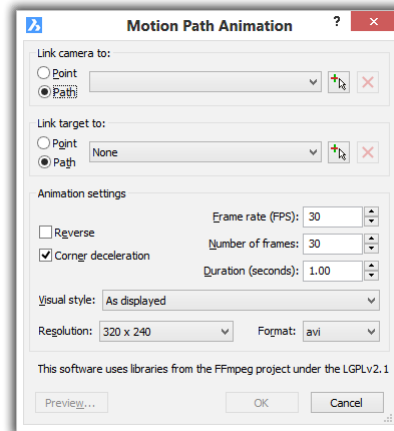 Motion Path Animation ?
Link camera to:
Point
Path
Link target to:
Point
Path
None
Animation settings
Frame rate (FPS): 30
Reverse
Number of frames: 30
Corner deceleration
Duration (seconds): 1.00
Visual style: As displayed
Resolution: 320 x 240 Format: avi
This software uses libraries from the FFmpeg project under the LGPLv2.1
Preview... OK Cancel